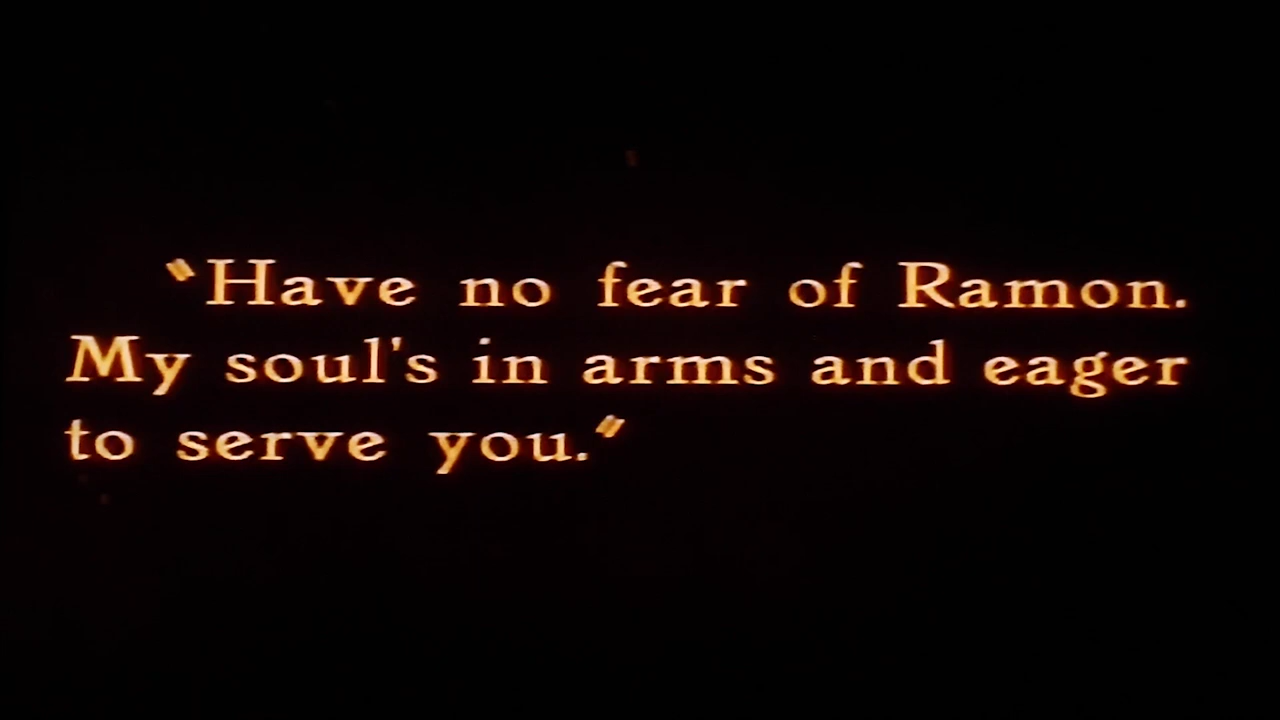 "Have no fear of Ramon.
My soul's in arms and eager
to serve you."